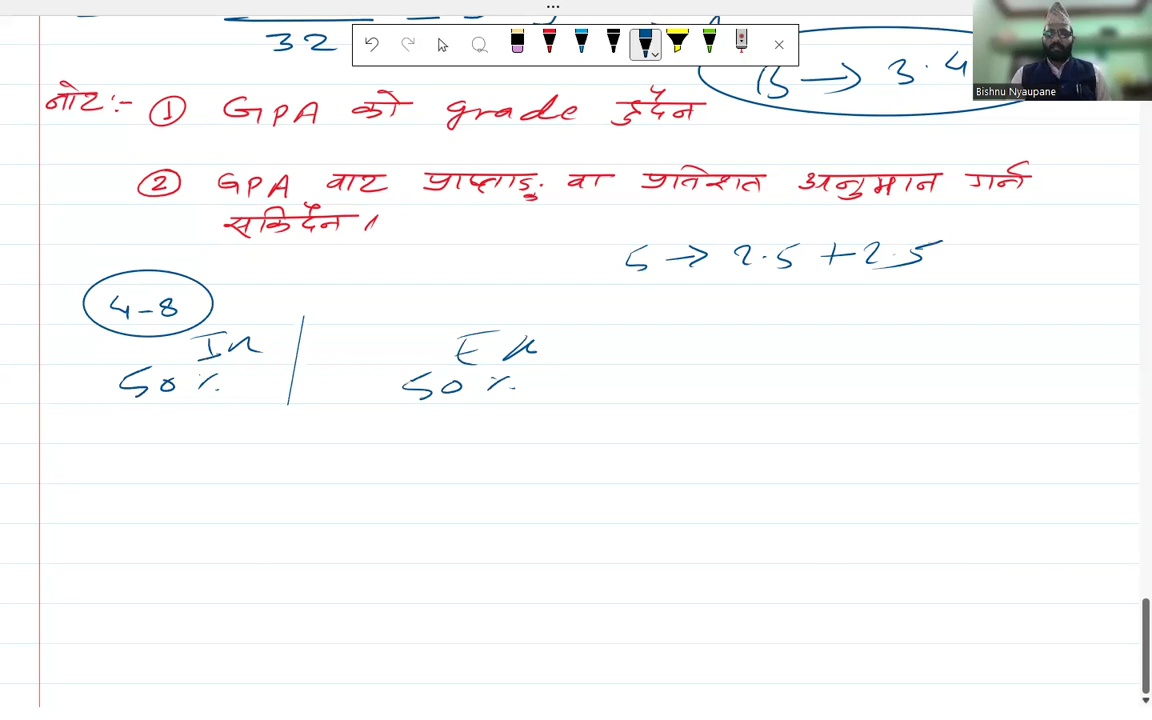 32
B → 3.4
Bishnu Nyaupane
नोट:- ① GPA को grade हुँदैन
② GPA बाट प्राप्ताङ्क वा प्रतिशत अनुमान गर्न
सकिदैन ।
5 → 2.5 + 2.5
4-8
In Ex
50% 50%